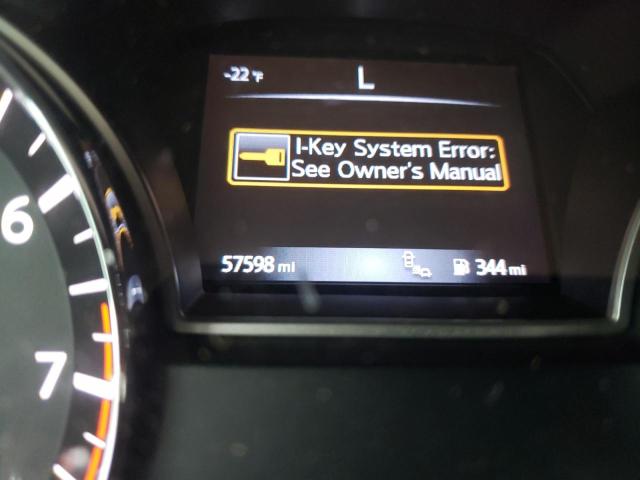 -22 °F
L
I-Key System Error:
See Owner's Manual
57598 mi
344 mi
6
7